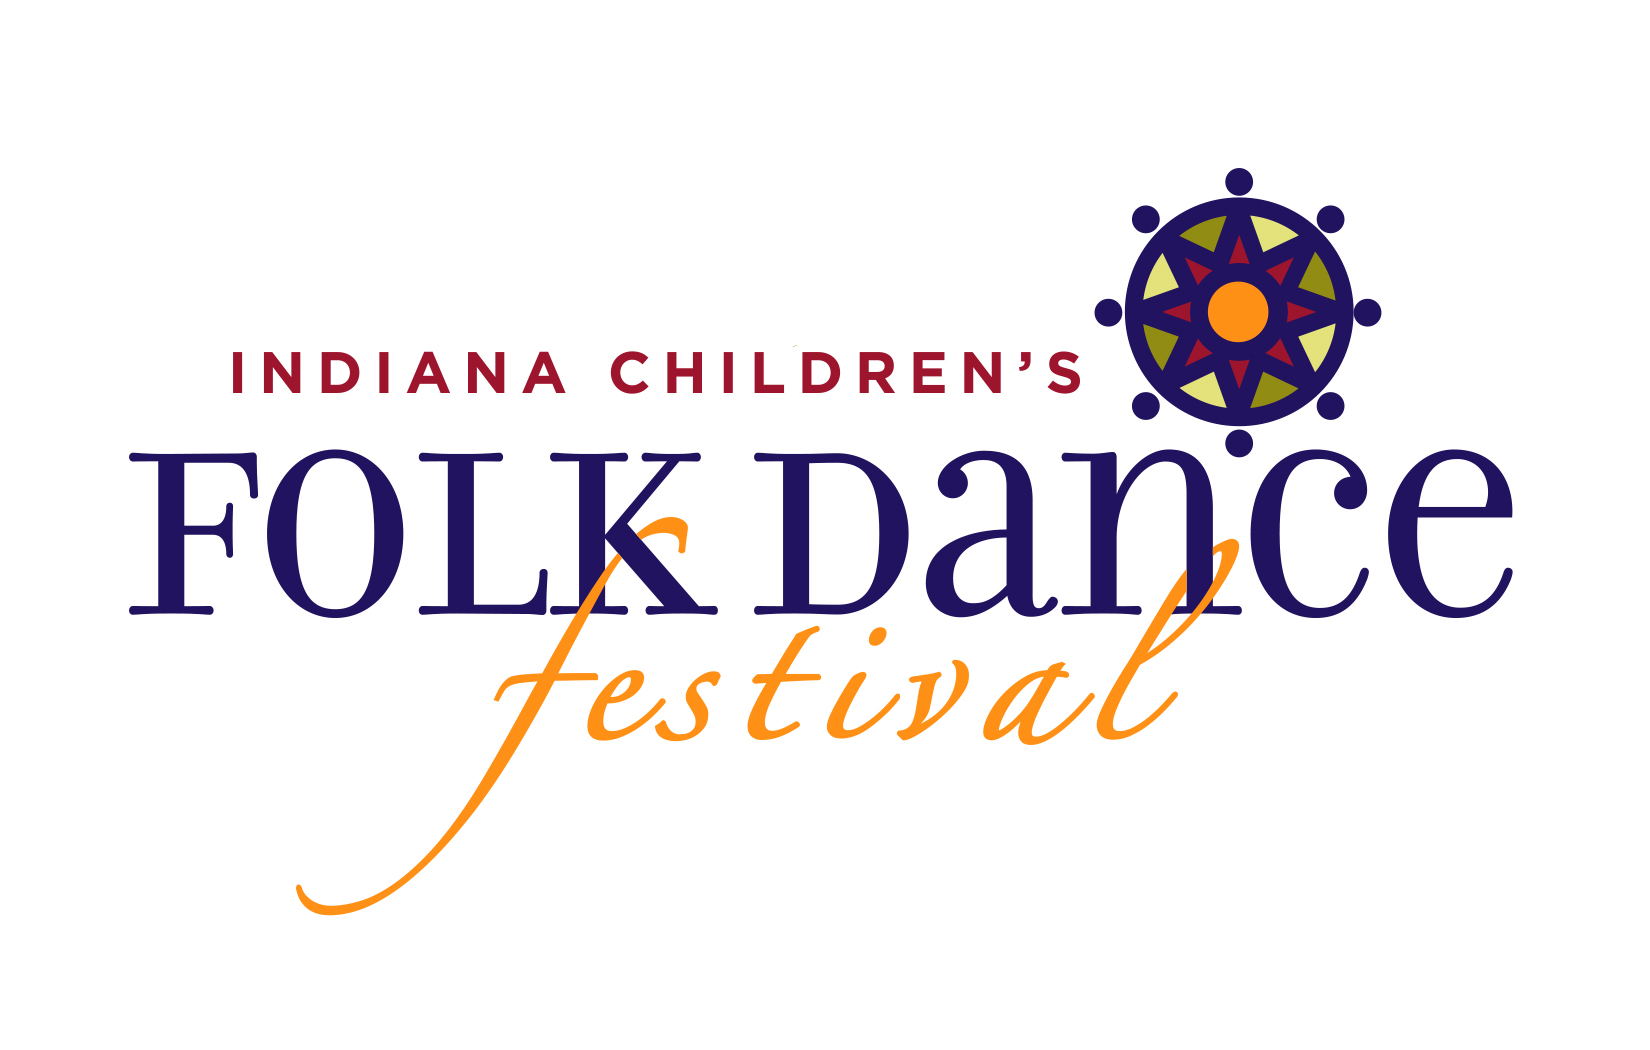 INDIANA CHILDREN’S
FOLK Dance
festival